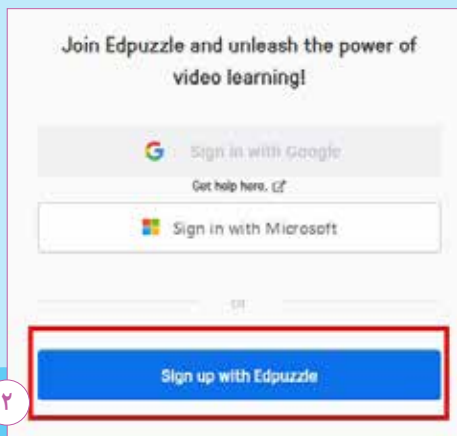 Join Edpuzzle and unleash the power of
video learning!
Sign in with Google
Get help here.
Sign in with Microsoft
OR
Sign up with Edpuzzle
۲